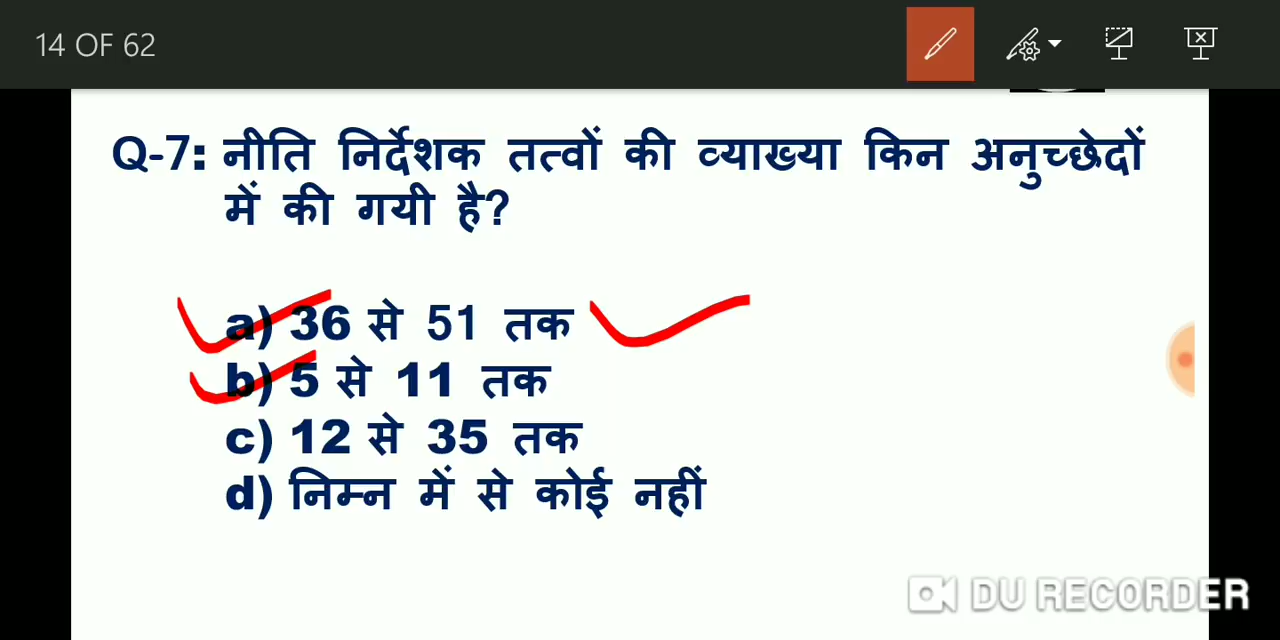 14 OF 62
Q-7: नीति निर्देशक तत्वों की व्याख्या किन अनुच्छेदों
में की गयी है?
a) 36 से 51 तक
b) 5 से 11 तक
c) 12 से 35 तक
d) निम्न में से कोई नहीं
DU RECORDER